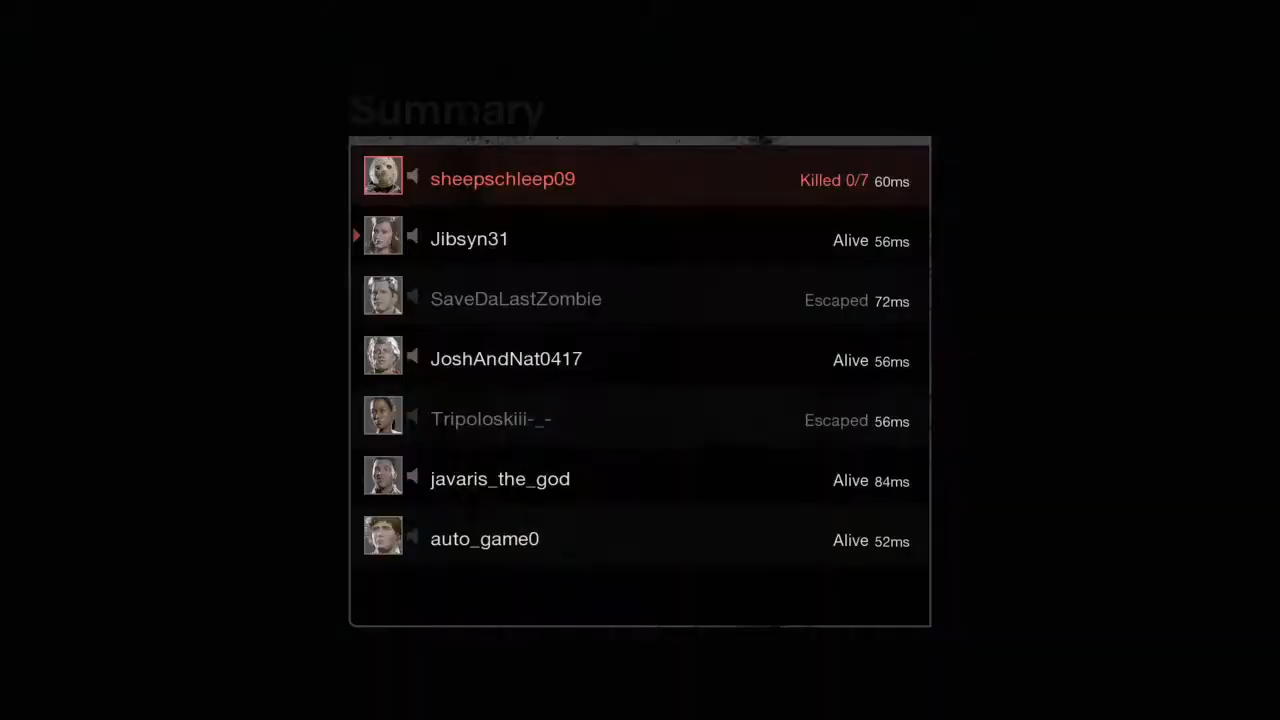 Summary
sheepschleep09 Killed 0/7 60ms
Jibsyn31 Alive 56ms
SaveDaLastZombie Escaped 72ms
JoshAndNat0417 Alive 56ms
Tripoloskiii-_- Escaped 56ms
javaris_the_god Alive 84ms
auto_game0 Alive 52ms